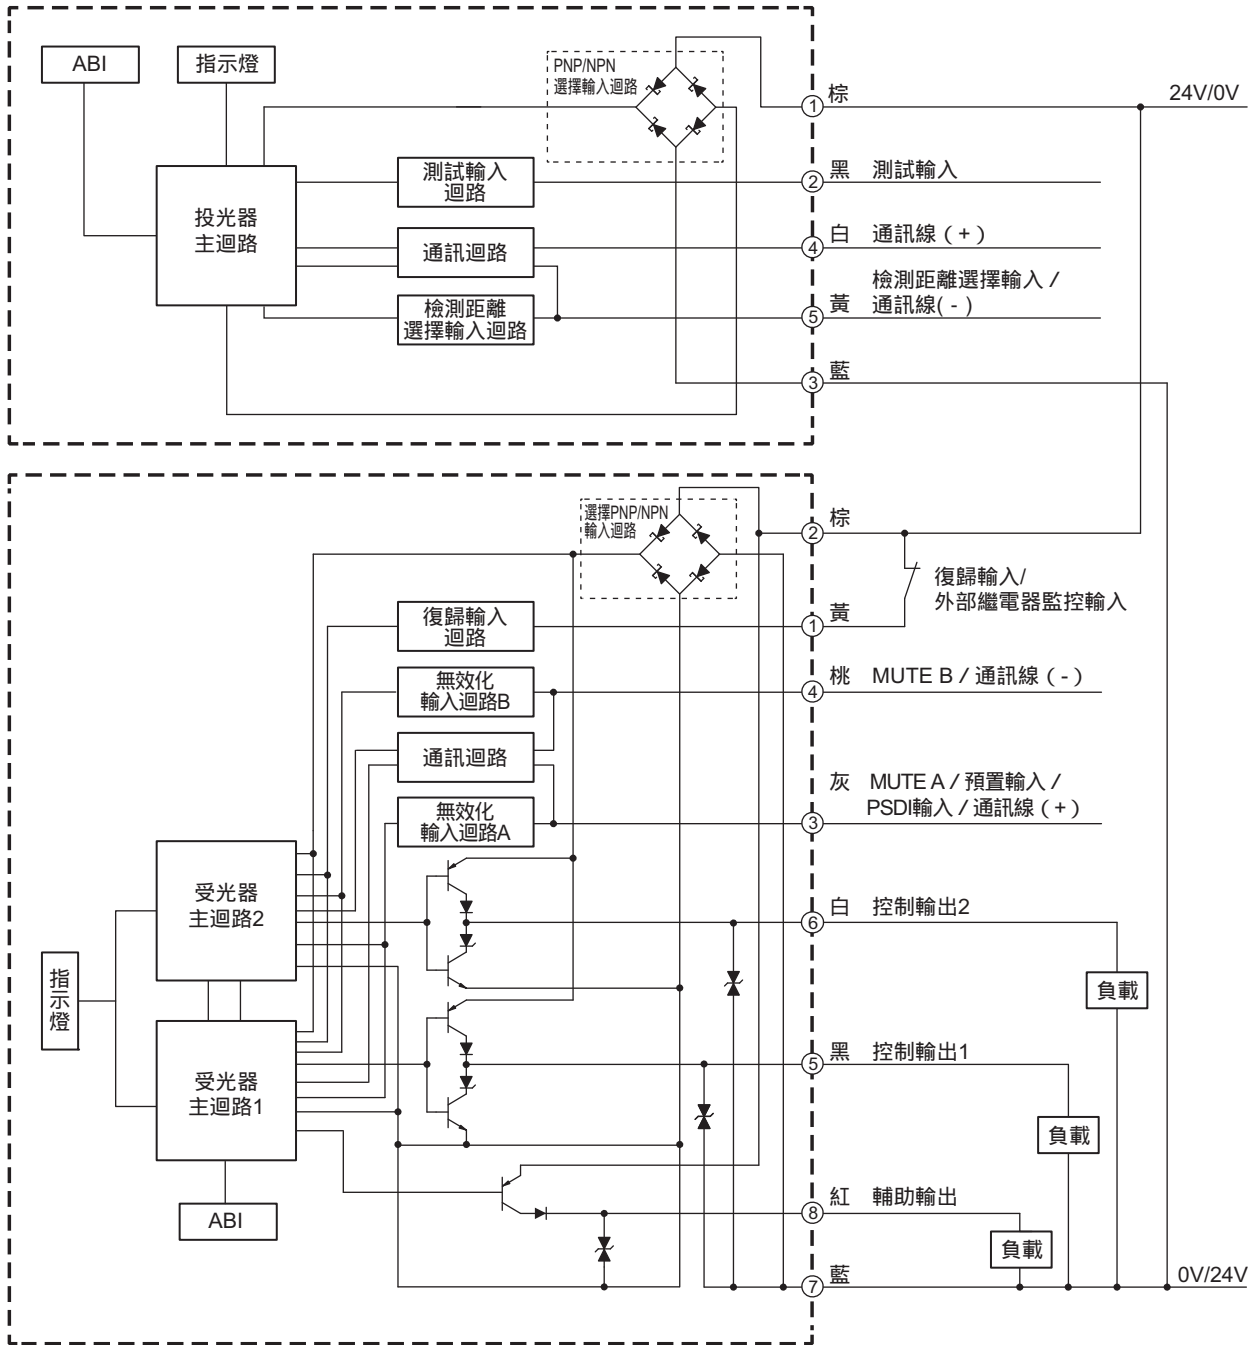 ABI
指示燈
PNP/NPN
選擇輸入迴路
① 棕
24V/0V
測試輸入
迴路
② 黑 測試輸入
投光器
主迴路
通訊迴路
④ 白 通訊線 ( + )
檢測距離
選擇輸入迴路
檢測距離選擇輸入 /
⑤ 黃 通訊線( - )
③ 藍
選擇PNP/NPN
輸入迴路
② 棕
復歸輸入/
外部繼電器監控輸入
復歸輸入
迴路
① 黃
無效化
輸入迴路B
④ 桃 MUTE B / 通訊線 ( - )
通訊迴路
灰 MUTE A / 預置輸入 /
③ PSDI輸入 / 通訊線 ( + )
無效化
輸入迴路A
受光器
主迴路2
⑥ 白 控制輸出2
指示燈
負載
受光器
主迴路1
⑤ 黑 控制輸出1
負載
ABI
⑧ 紅 輔助輸出
負載
⑦ 藍
0V/24V